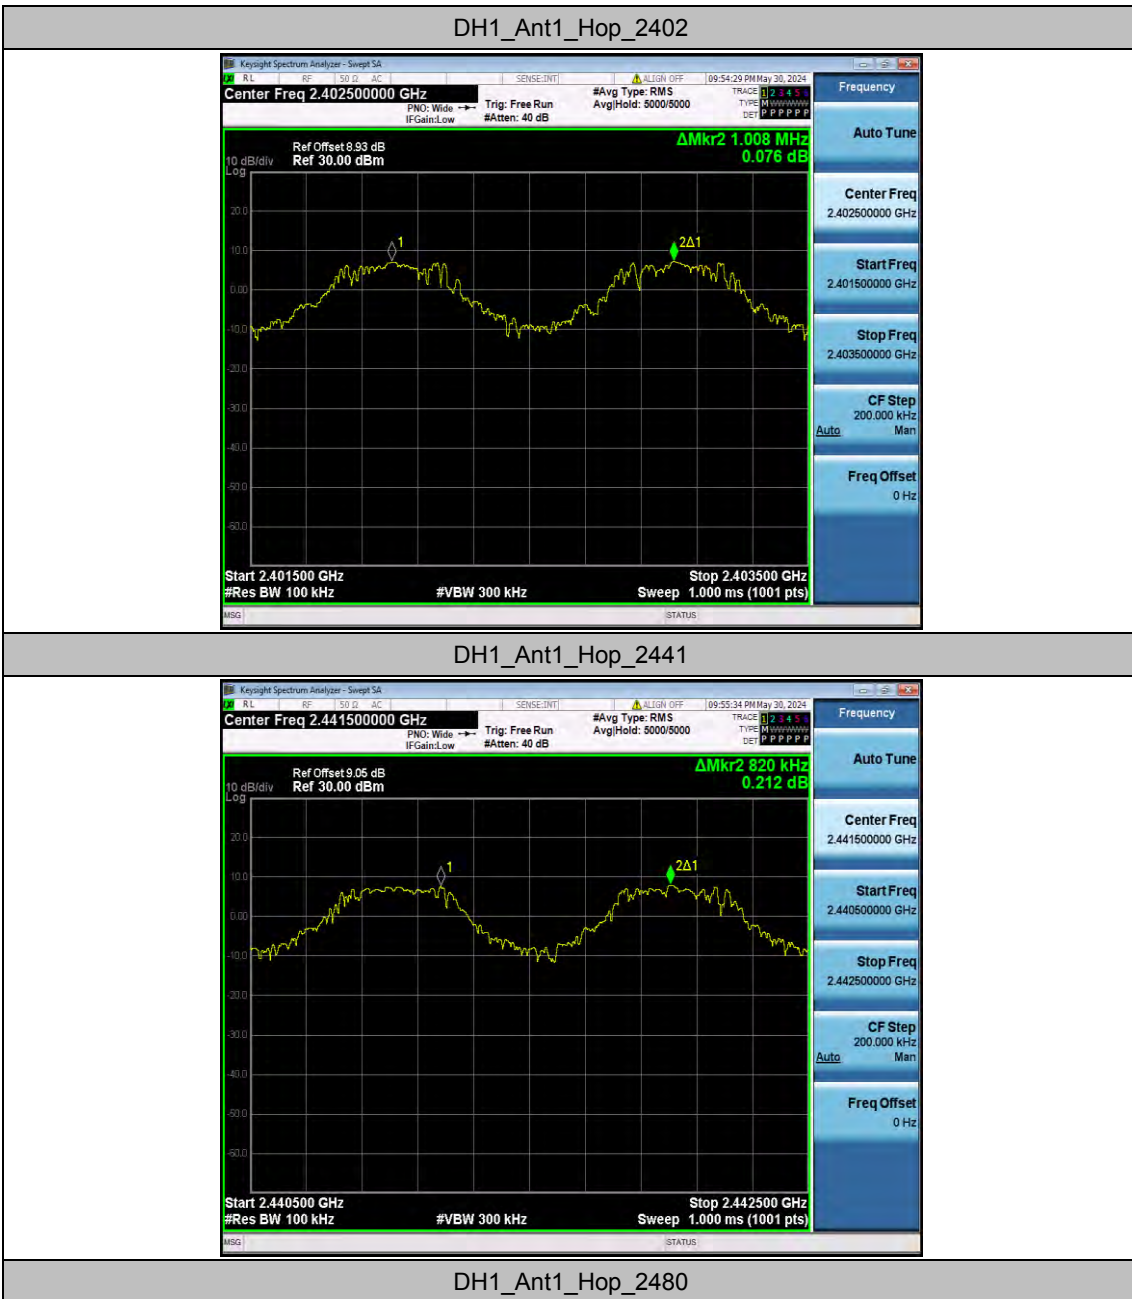 DH1_Ant1_Hop_2402
Keysight Spectrum Analyzer - Swept SA
RL RF 50 Ω AC SENSE:INT ALIGN OFF 09:54:29 PM May 30, 2024
Center Freq 2.402500000 GHz
PNO: Wide
IFGain:Low
Trig: Free Run
#Atten: 40 dB
#Avg Type: RMS
Avg|Hold: 5000/5000
TRACE 1 2 3 4 5 6
TYPE M
DET P P P P P P
Ref Offset 8.93 dB
10 dB/div Ref 30.00 dBm
Log
ΔMkr2 1.008 MHz
0.076 dB
20.0
10.0
0.00
-10.0
-20.0
-30.0
-40.0
-50.0
-60.0
1
2Δ1
Start 2.401500 GHz
Stop 2.403500 GHz
#Res BW 100 kHz
#VBW 300 kHz
Sweep 1.000 ms (1001 pts)
MSG
STATUS
Frequency
Auto Tune
Center Freq
2.402500000 GHz
Start Freq
2.401500000 GHz
Stop Freq
2.403500000 GHz
CF Step
200.000 kHz
Auto Man
Freq Offset
0 Hz
DH1_Ant1_Hop_2441
Keysight Spectrum Analyzer - Swept SA
RL RF 50 Ω AC SENSE:INT ALIGN OFF 09:55:34 PM May 30, 2024
Center Freq 2.441500000 GHz
PNO: Wide
IFGain:Low
Trig: Free Run
#Atten: 40 dB
#Avg Type: RMS
Avg|Hold: 5000/5000
TRACE 1 2 3 4 5 6
TYPE M
DET P P P P P P
Ref Offset 9.05 dB
10 dB/div Ref 30.00 dBm
Log
ΔMkr2 820 kHz
0.212 dB
20.0
10.0
0.00
-10.0
-20.0
-30.0
-40.0
-50.0
-60.0
1
2Δ1
Start 2.440500 GHz
Stop 2.442500 GHz
#Res BW 100 kHz
#VBW 300 kHz
Sweep 1.000 ms (1001 pts)
MSG
STATUS
Frequency
Auto Tune
Center Freq
2.441500000 GHz
Start Freq
2.440500000 GHz
Stop Freq
2.442500000 GHz
CF Step
200.000 kHz
Auto Man
Freq Offset
0 Hz
DH1_Ant1_Hop_2480